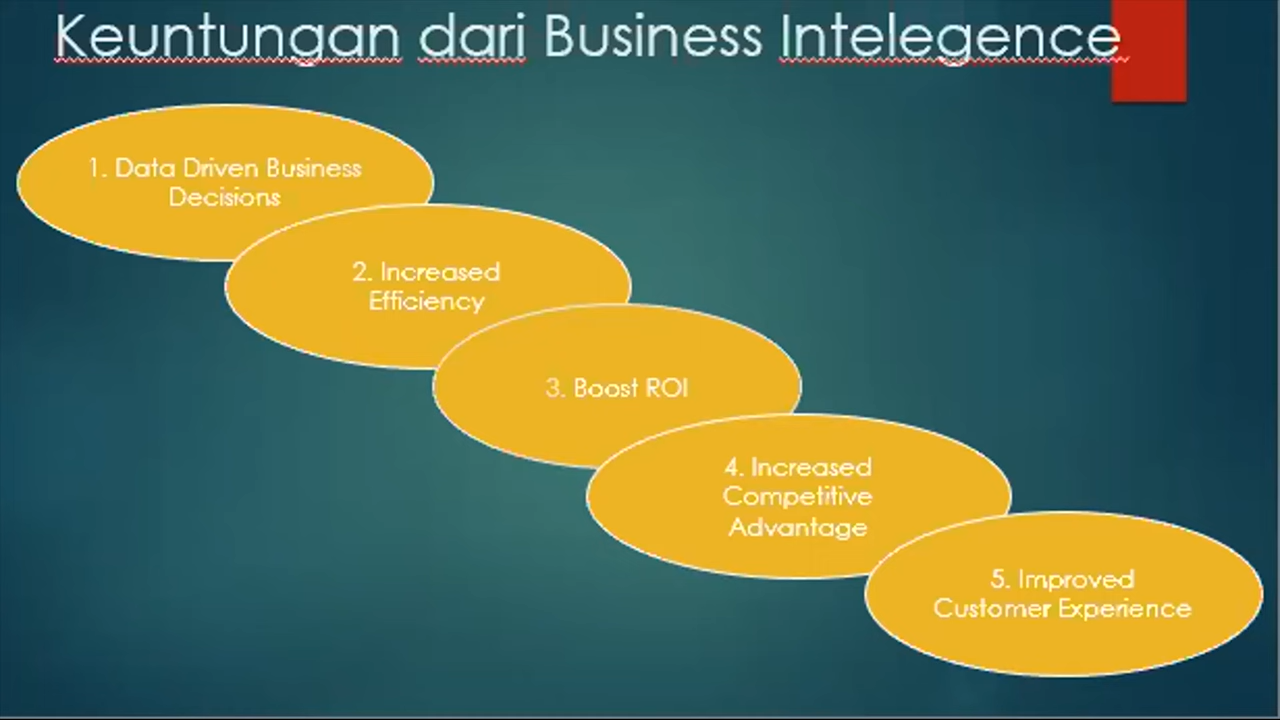 Keuntungan dari Business Intelegence
1. Data Driven Business
Decisions
2. Increased
Efficiency
3. Boost ROI
4. Increased
Competitive
Advantage
5. Improved
Customer Experience